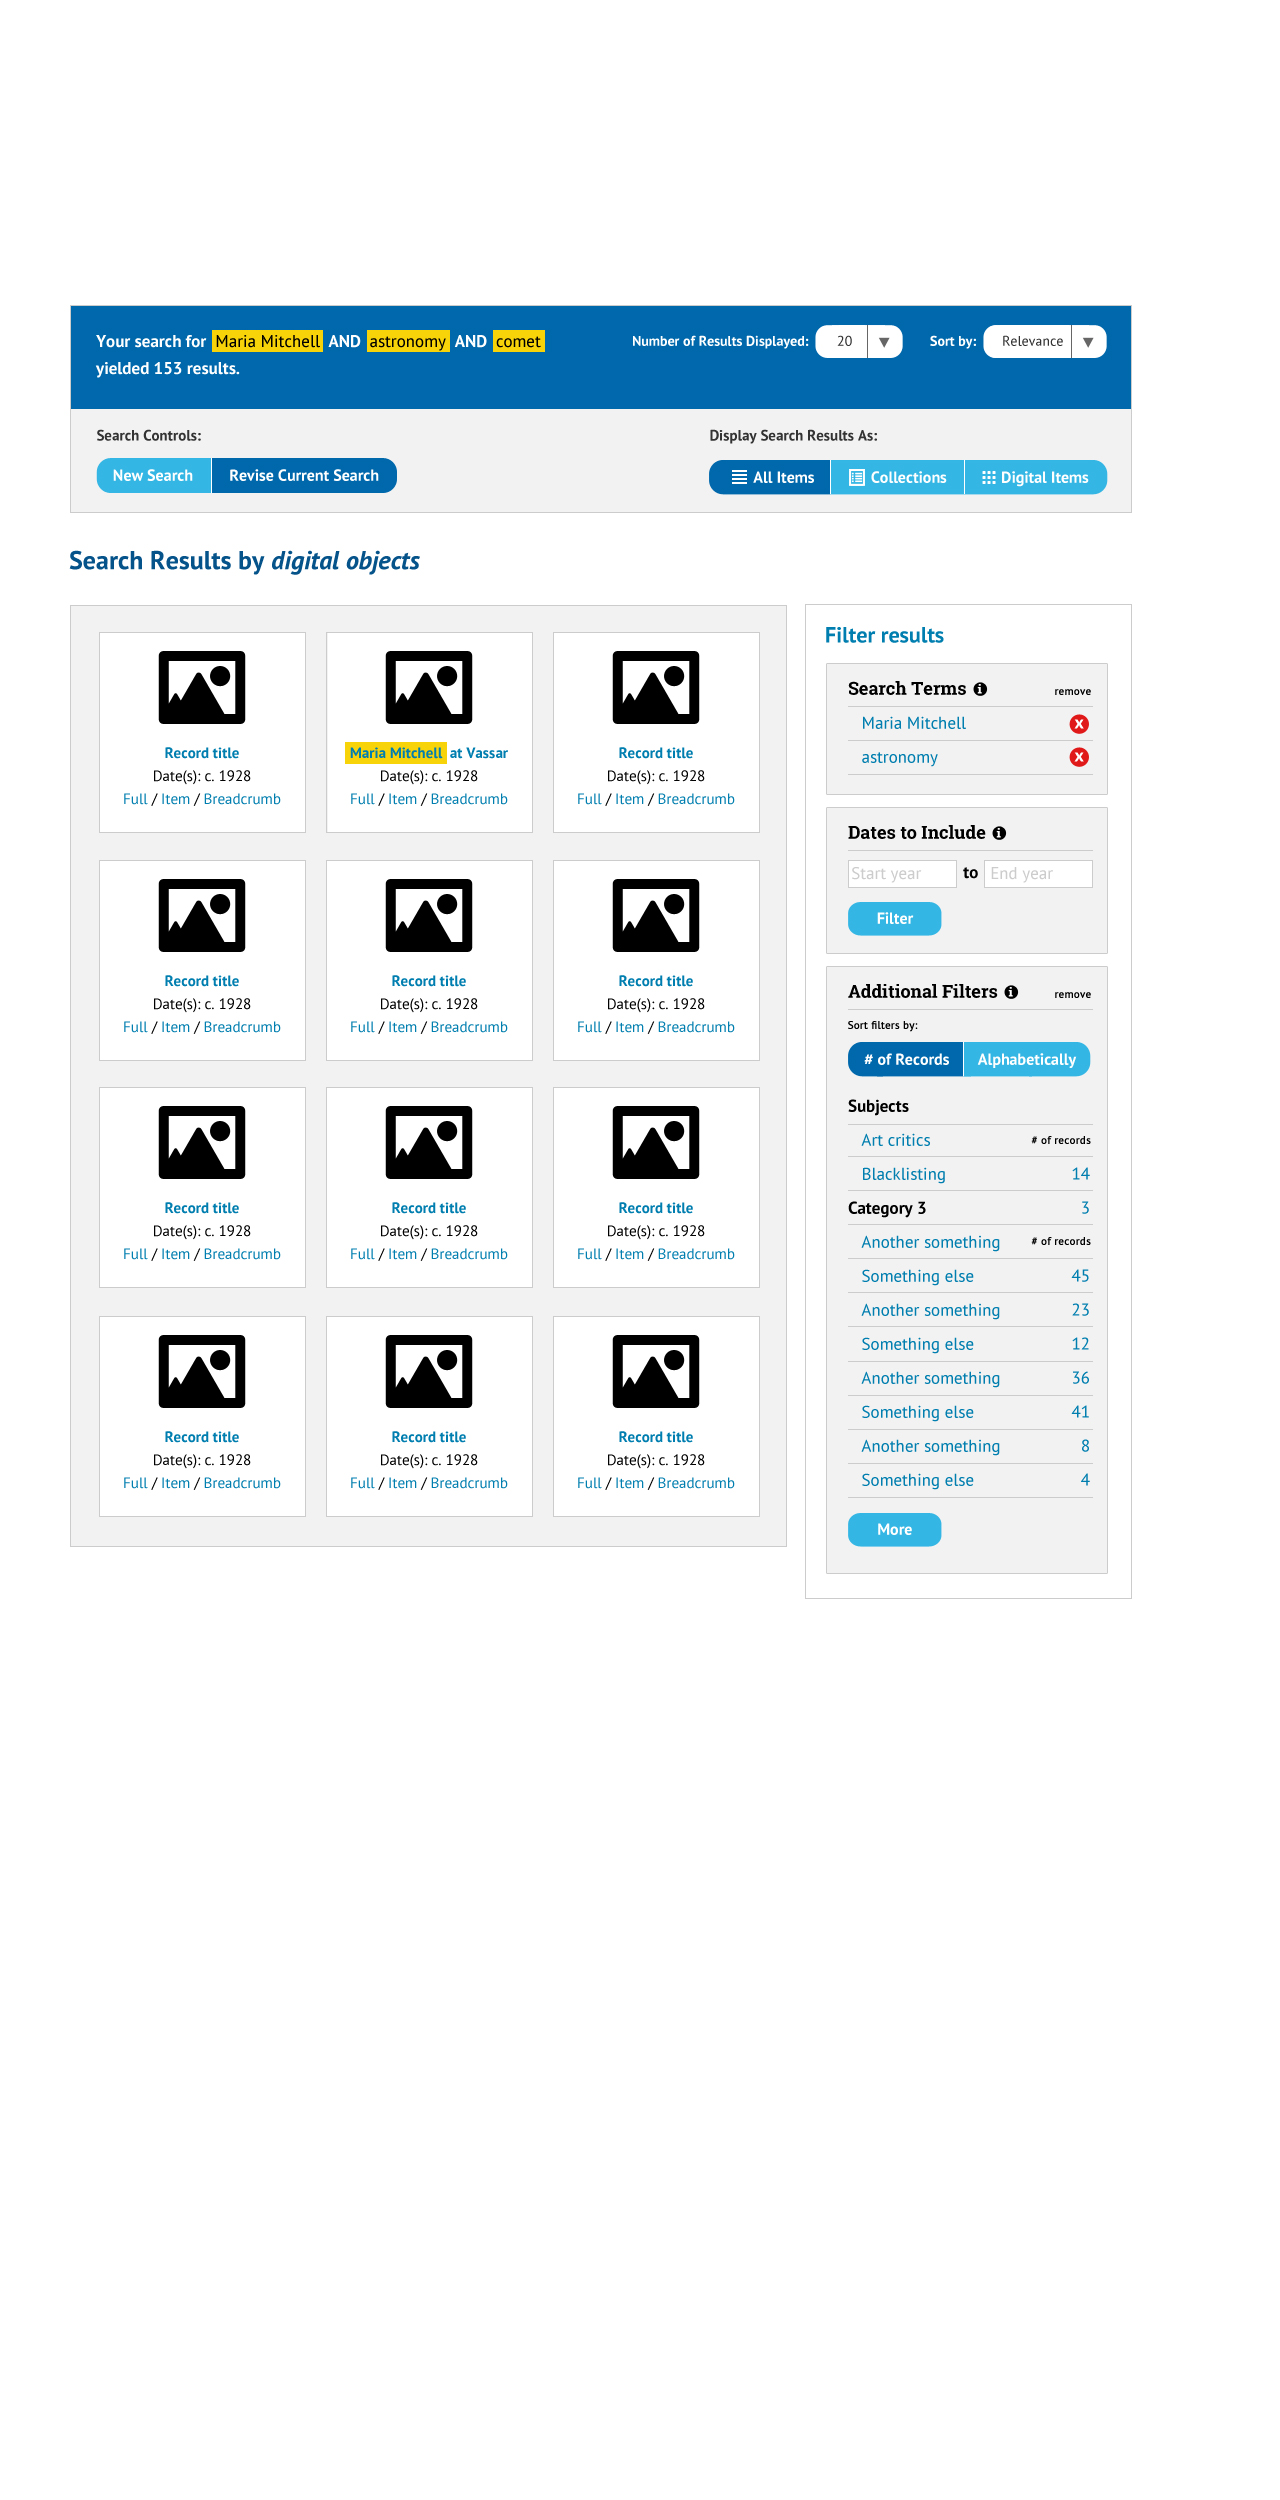 Your search for Maria Mitchell AND astronomy AND comet
yielded 153 results.
Number of Results Displayed: 20 ▼ Sort by: Relevance ▼
Search Controls:
New Search Revise Current Search
Display Search Results As:
All Items Collections Digital Items
Search Results by digital objects
Record title
Date(s): c. 1928
Full / Item / Breadcrumb
Maria Mitchell at Vassar
Date(s): c. 1928
Full / Item / Breadcrumb
Record title
Date(s): c. 1928
Full / Item / Breadcrumb
Record title
Date(s): c. 1928
Full / Item / Breadcrumb
Record title
Date(s): c. 1928
Full / Item / Breadcrumb
Record title
Date(s): c. 1928
Full / Item / Breadcrumb
Record title
Date(s): c. 1928
Full / Item / Breadcrumb
Record title
Date(s): c. 1928
Full / Item / Breadcrumb
Record title
Date(s): c. 1928
Full / Item / Breadcrumb
Record title
Date(s): c. 1928
Full / Item / Breadcrumb
Record title
Date(s): c. 1928
Full / Item / Breadcrumb
Record title
Date(s): c. 1928
Full / Item / Breadcrumb
Filter results
Search Terms i remove
Maria Mitchell X
astronomy X
Dates to Include i
Start year to End year
Filter
Additional Filters i remove
Sort filters by:
# of Records Alphabetically
Subjects
Art critics # of records
Blacklisting 14
Category 3 3
Another something # of records
Something else 45
Another something 23
Something else 12
Another something 36
Something else 41
Another something 8
Something else 4
More